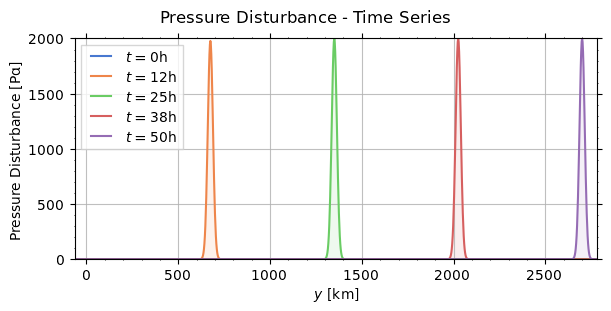 Pressure Disturbance - Time Series
Pressure Disturbance [Pa]
2000
1500
1000
500
0
t = 0h
t = 12h
t = 25h
t = 38h
t = 50h
0 500 1000 1500 2000 2500
y [km]